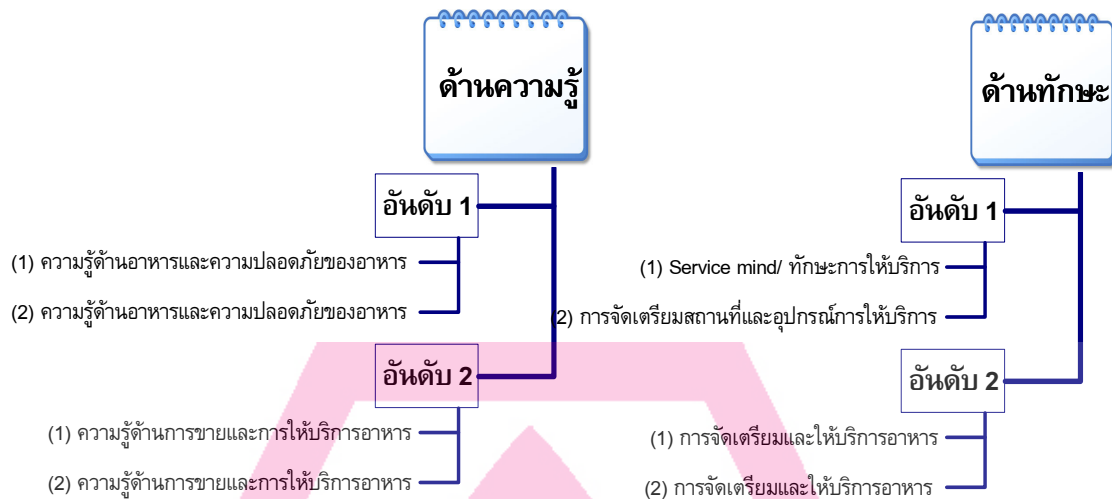 ด้านความรู้
อันดับ 1
(1) ความรู้ด้านอาหารและความปลอดภัยของอาหาร
(2) ความรู้ด้านอาหารและความปลอดภัยของอาหาร
อันดับ 2
(1) ความรู้ด้านการขายและการให้บริการอาหาร
(2) ความรู้ด้านการขายและการให้บริการอาหาร
ด้านทักษะ
อันดับ 1
(1) Service mind/ ทักษะการให้บริการ
(2) การจัดเตรียมสถานที่และอุปกรณ์การให้บริการ
อันดับ 2
(1) การจัดเตรียมและให้บริการอาหาร
(2) การจัดเตรียมและให้บริการอาหาร